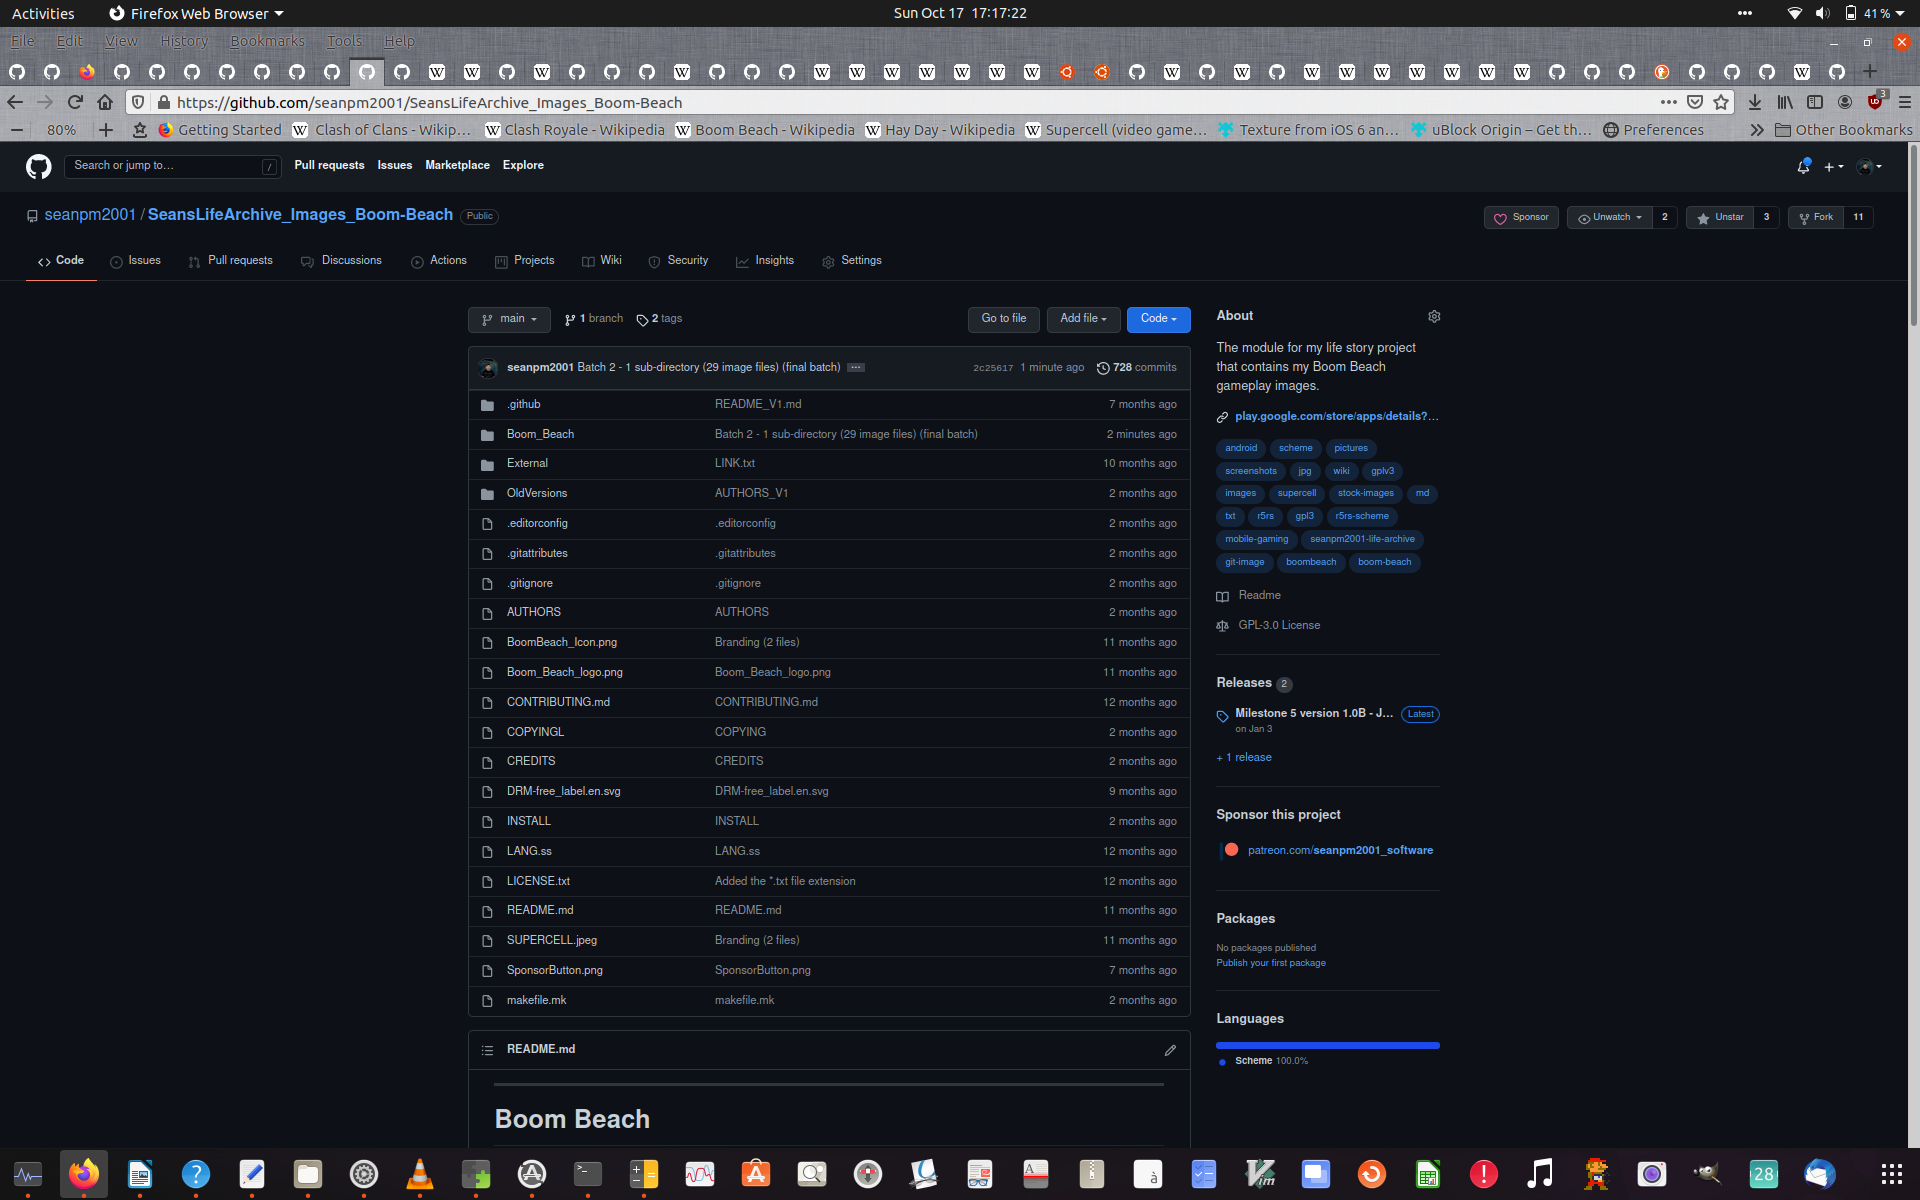 Activities Firefox Web Browser Sun Oct 17 17:17:22 41 %
File Edit View History Bookmarks Tools Help
https://github.com/seanpm2001/SeansLifeArchive_Images_Boom-Beach 3
80% Getting Started Clash of Clans - Wikip… Clash Royale - Wikipedia Boom Beach - Wikipedia Hay Day - Wikipedia Supercell (video game… Texture from iOS 6 an… uBlock Origin – Get th… Preferences Other Bookmarks
Search or jump to… / Pull requests Issues Marketplace Explore
seanpm2001 / SeansLifeArchive_Images_Boom-Beach Public Sponsor Unwatch 2 Unstar 3 Fork 11
Code Issues Pull requests Discussions Actions Projects Wiki Security Insights Settings
main 1 branch 2 tags Go to file Add file Code
seanpm2001 Batch 2 - 1 sub-directory (29 image files) (final batch) … 2c25617 1 minute ago 728 commits
.github README_V1.md 7 months ago
Boom_Beach Batch 2 - 1 sub-directory (29 image files) (final batch) 2 minutes ago
External LINK.txt 10 months ago
OldVersions AUTHORS_V1 2 months ago
.editorconfig .editorconfig 2 months ago
.gitattributes .gitattributes 2 months ago
.gitignore .gitignore 2 months ago
AUTHORS AUTHORS 2 months ago
BoomBeach_Icon.png Branding (2 files) 11 months ago
Boom_Beach_logo.png Boom_Beach_logo.png 11 months ago
CONTRIBUTING.md CONTRIBUTING.md 12 months ago
COPYINGL COPYING 2 months ago
CREDITS CREDITS 2 months ago
DRM-free_label.en.svg DRM-free_label.en.svg 9 months ago
INSTALL INSTALL 2 months ago
LANG.ss LANG.ss 12 months ago
LICENSE.txt Added the *.txt file extension 12 months ago
README.md README.md 11 months ago
SUPERCELL.jpeg Branding (2 files) 11 months ago
SponsorButton.png SponsorButton.png 7 months ago
makefile.mk makefile.mk 2 months ago
README.md
Boom Beach
About
The module for my life story project
that contains my Boom Beach
gameplay images.
play.google.com/store/apps/details?…
android scheme pictures
screenshots jpg wiki gplv3
images supercell stock-images md
txt r5rs gpl3 r5rs-scheme
mobile-gaming seanpm2001-life-archive
git-image boombeach boom-beach
Readme
GPL-3.0 License
Releases 2
Milestone 5 version 1.0B - J… Latest
on Jan 3
+ 1 release
Sponsor this project
patreon.com/seanpm2001_software
Packages
No packages published
Publish your first package
Languages
Scheme 100.0%
28